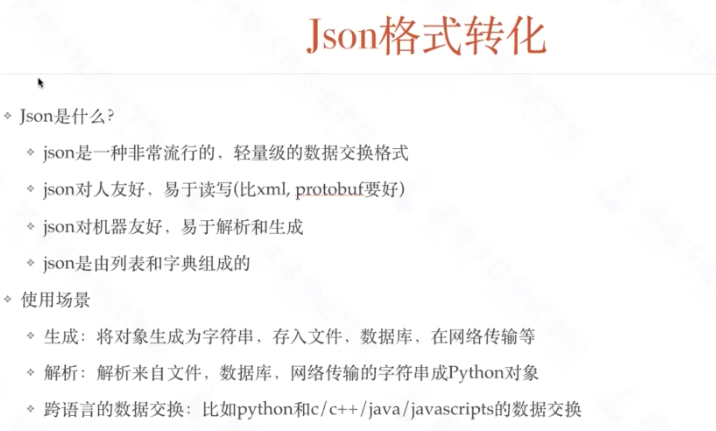 Json格式转化
Json是什么?
json是一种非常流行的，轻量级的数据交换格式
json对人友好，易于读写(比xml, protobuf要好)
json对机器友好，易于解析和生成
json是由列表和字典组成的
使用场景
生成：将对象生成为字符串，存入文件，数据库，在网络传输等
解析：解析来自文件，数据库，网络传输的字符串成Python对象
跨语言的数据交换：比如python和c/c++/java/javascripts的数据交换